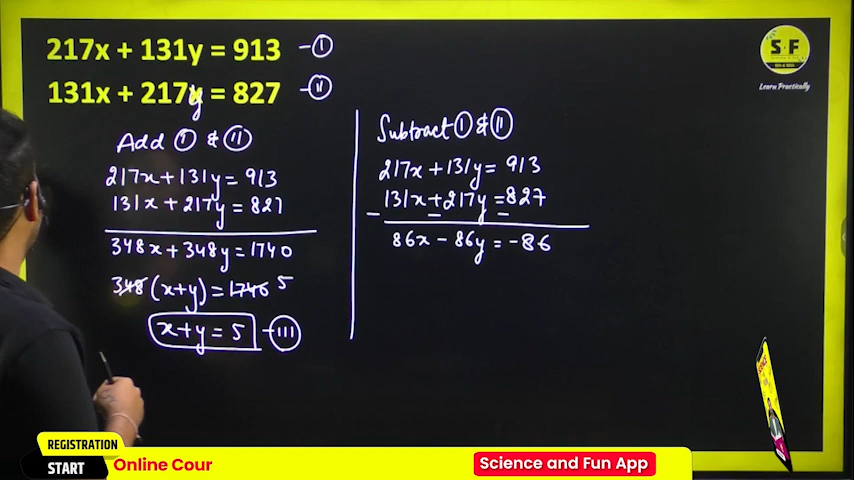 217x + 131y = 913 -Ⓘ
131x + 217y = 827 -Ⓘⓘ
y
S·F
Learn Practically
Add Ⓘ & ⓘⓘ
217x+131y = 913
131x + 217y = 827
348x + 348y = 1740
348 (x+y) = 1740 5
x+y = 5 -ⓘⓘⓘ
Subtract Ⓘ & ⓘⓘ
217x + 131y = 913
131x + 217y = 827
- - -
86x - 86y = -86
REGISTRATION
START
Online Cour
Science and Fun App